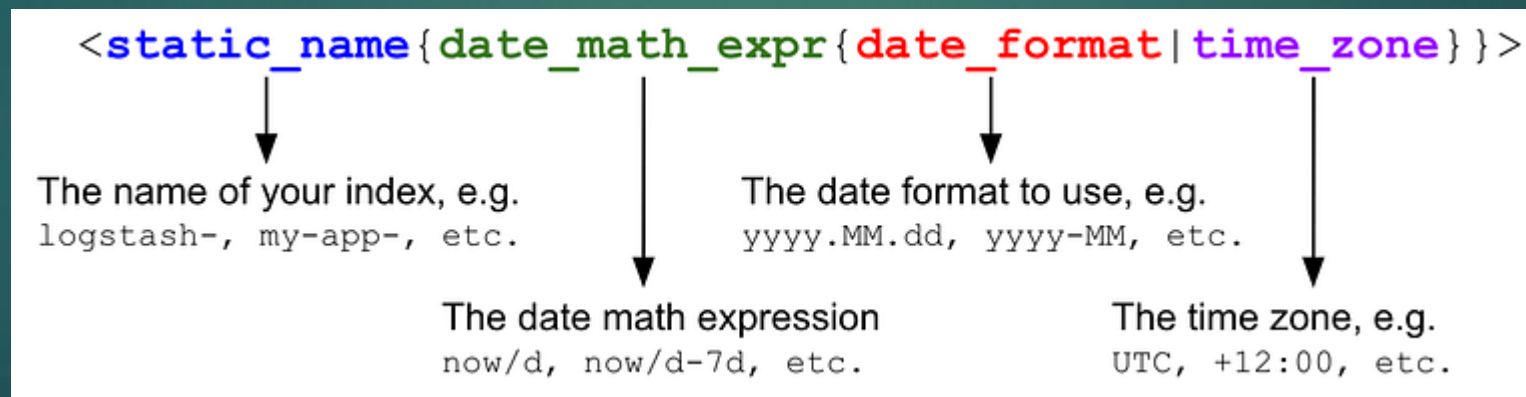 <static_name{date_math_expr{date_format|time_zone}}>
The name of your index, e.g.
logstash-, my-app-, etc.
The date format to use, e.g.
yyyy.MM.dd, yyyy-MM, etc.
The date math expression
now/d, now/d-7d, etc.
The time zone, e.g.
UTC, +12:00, etc.